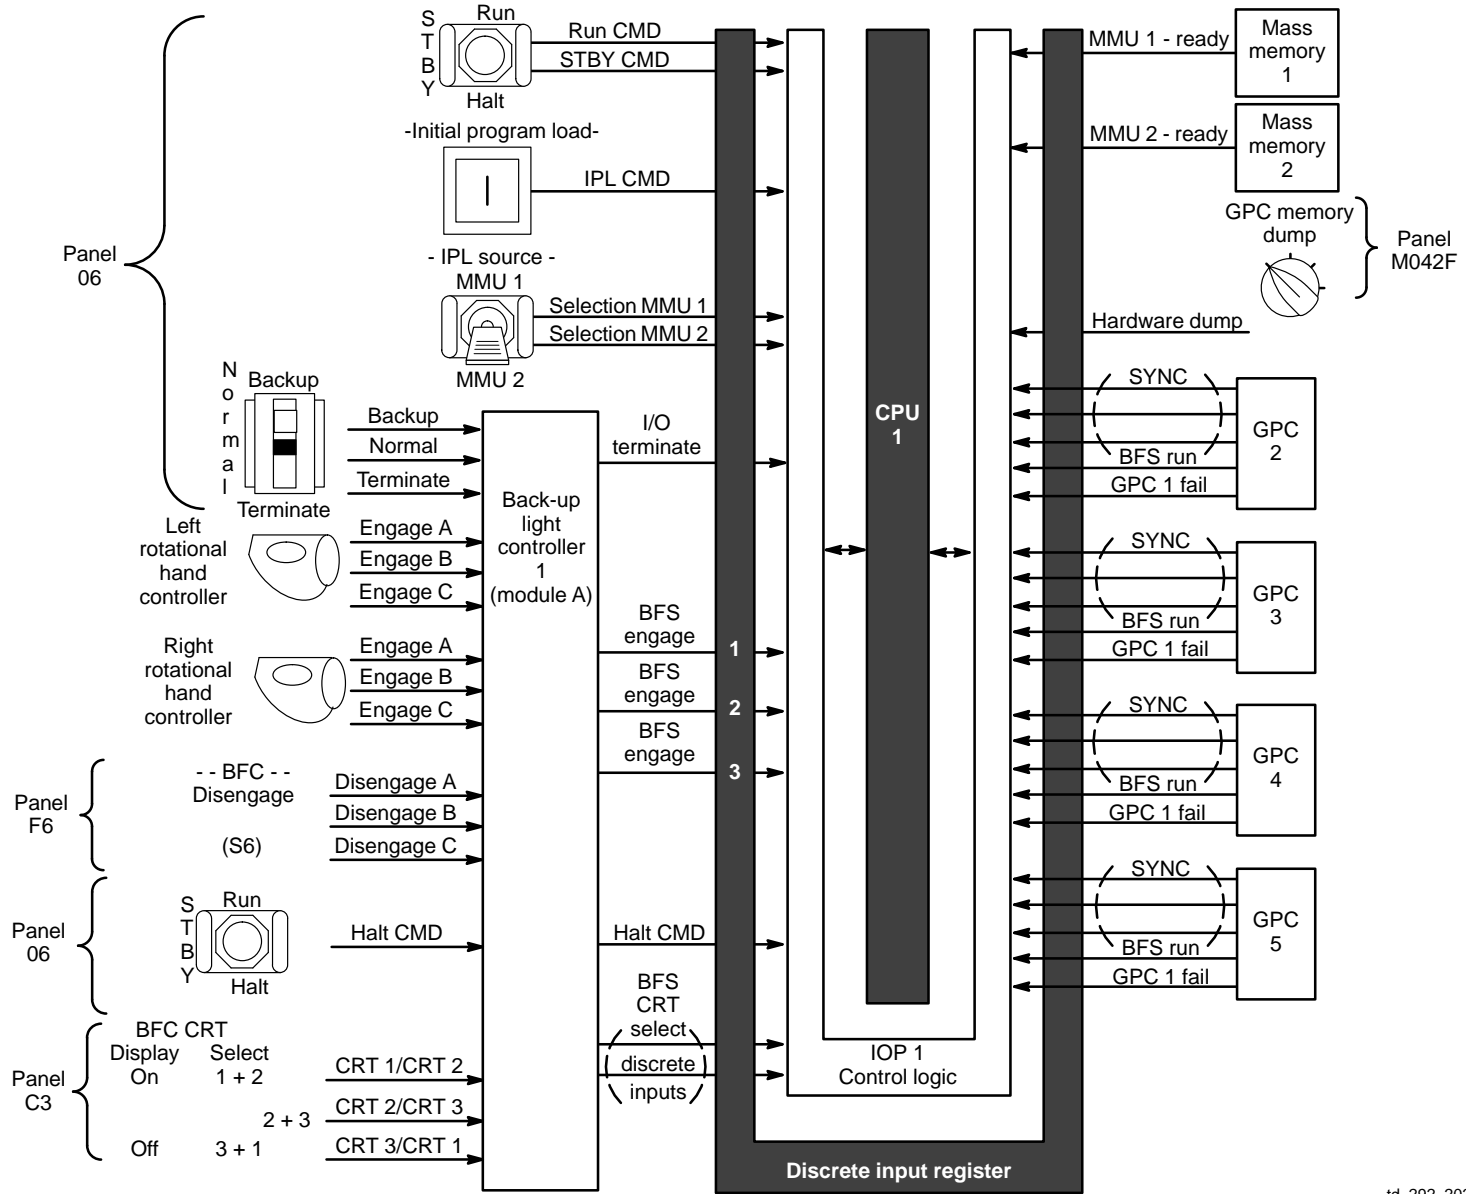 STBY
Run
Halt
Run CMD
STBY CMD
-Initial program load-
IPL CMD
- IPL source -
MMU 1
Selection MMU 1
Selection MMU 2
MMU 2
Panel
06
Normal
Backup
Terminate
Backup
Normal
Terminate
Left
rotational
hand
controller
Engage A
Engage B
Engage C
Right
rotational
hand
controller
Engage A
Engage B
Engage C
Panel
F6
- - BFC - -
Disengage
(S6)
Disengage A
Disengage B
Disengage C
Panel
06
STBY
Run
Halt
Halt CMD
Panel
C3
BFC CRT
Display Select
On 1 + 2
2 + 3
Off 3 + 1
CRT 1/CRT 2
CRT 2/CRT 3
CRT 3/CRT 1
Back-up
light
controller
1
(module A)
I/O
terminate
BFS
engage
1
BFS
engage
2
BFS
engage
3
Halt CMD
BFS
CRT
select
discrete
inputs
CPU
1
IOP 1
Control logic
Discrete input register
MMU 1 - ready
Mass
memory
1
MMU 2 - ready
Mass
memory
2
GPC memory
dump
Panel
M042F
Hardware dump
SYNC
BFS run
GPC 1 fail
GPC
2
SYNC
BFS run
GPC 1 fail
GPC
3
SYNC
BFS run
GPC 1 fail
GPC
4
SYNC
BFS run
GPC 1 fail
GPC
5